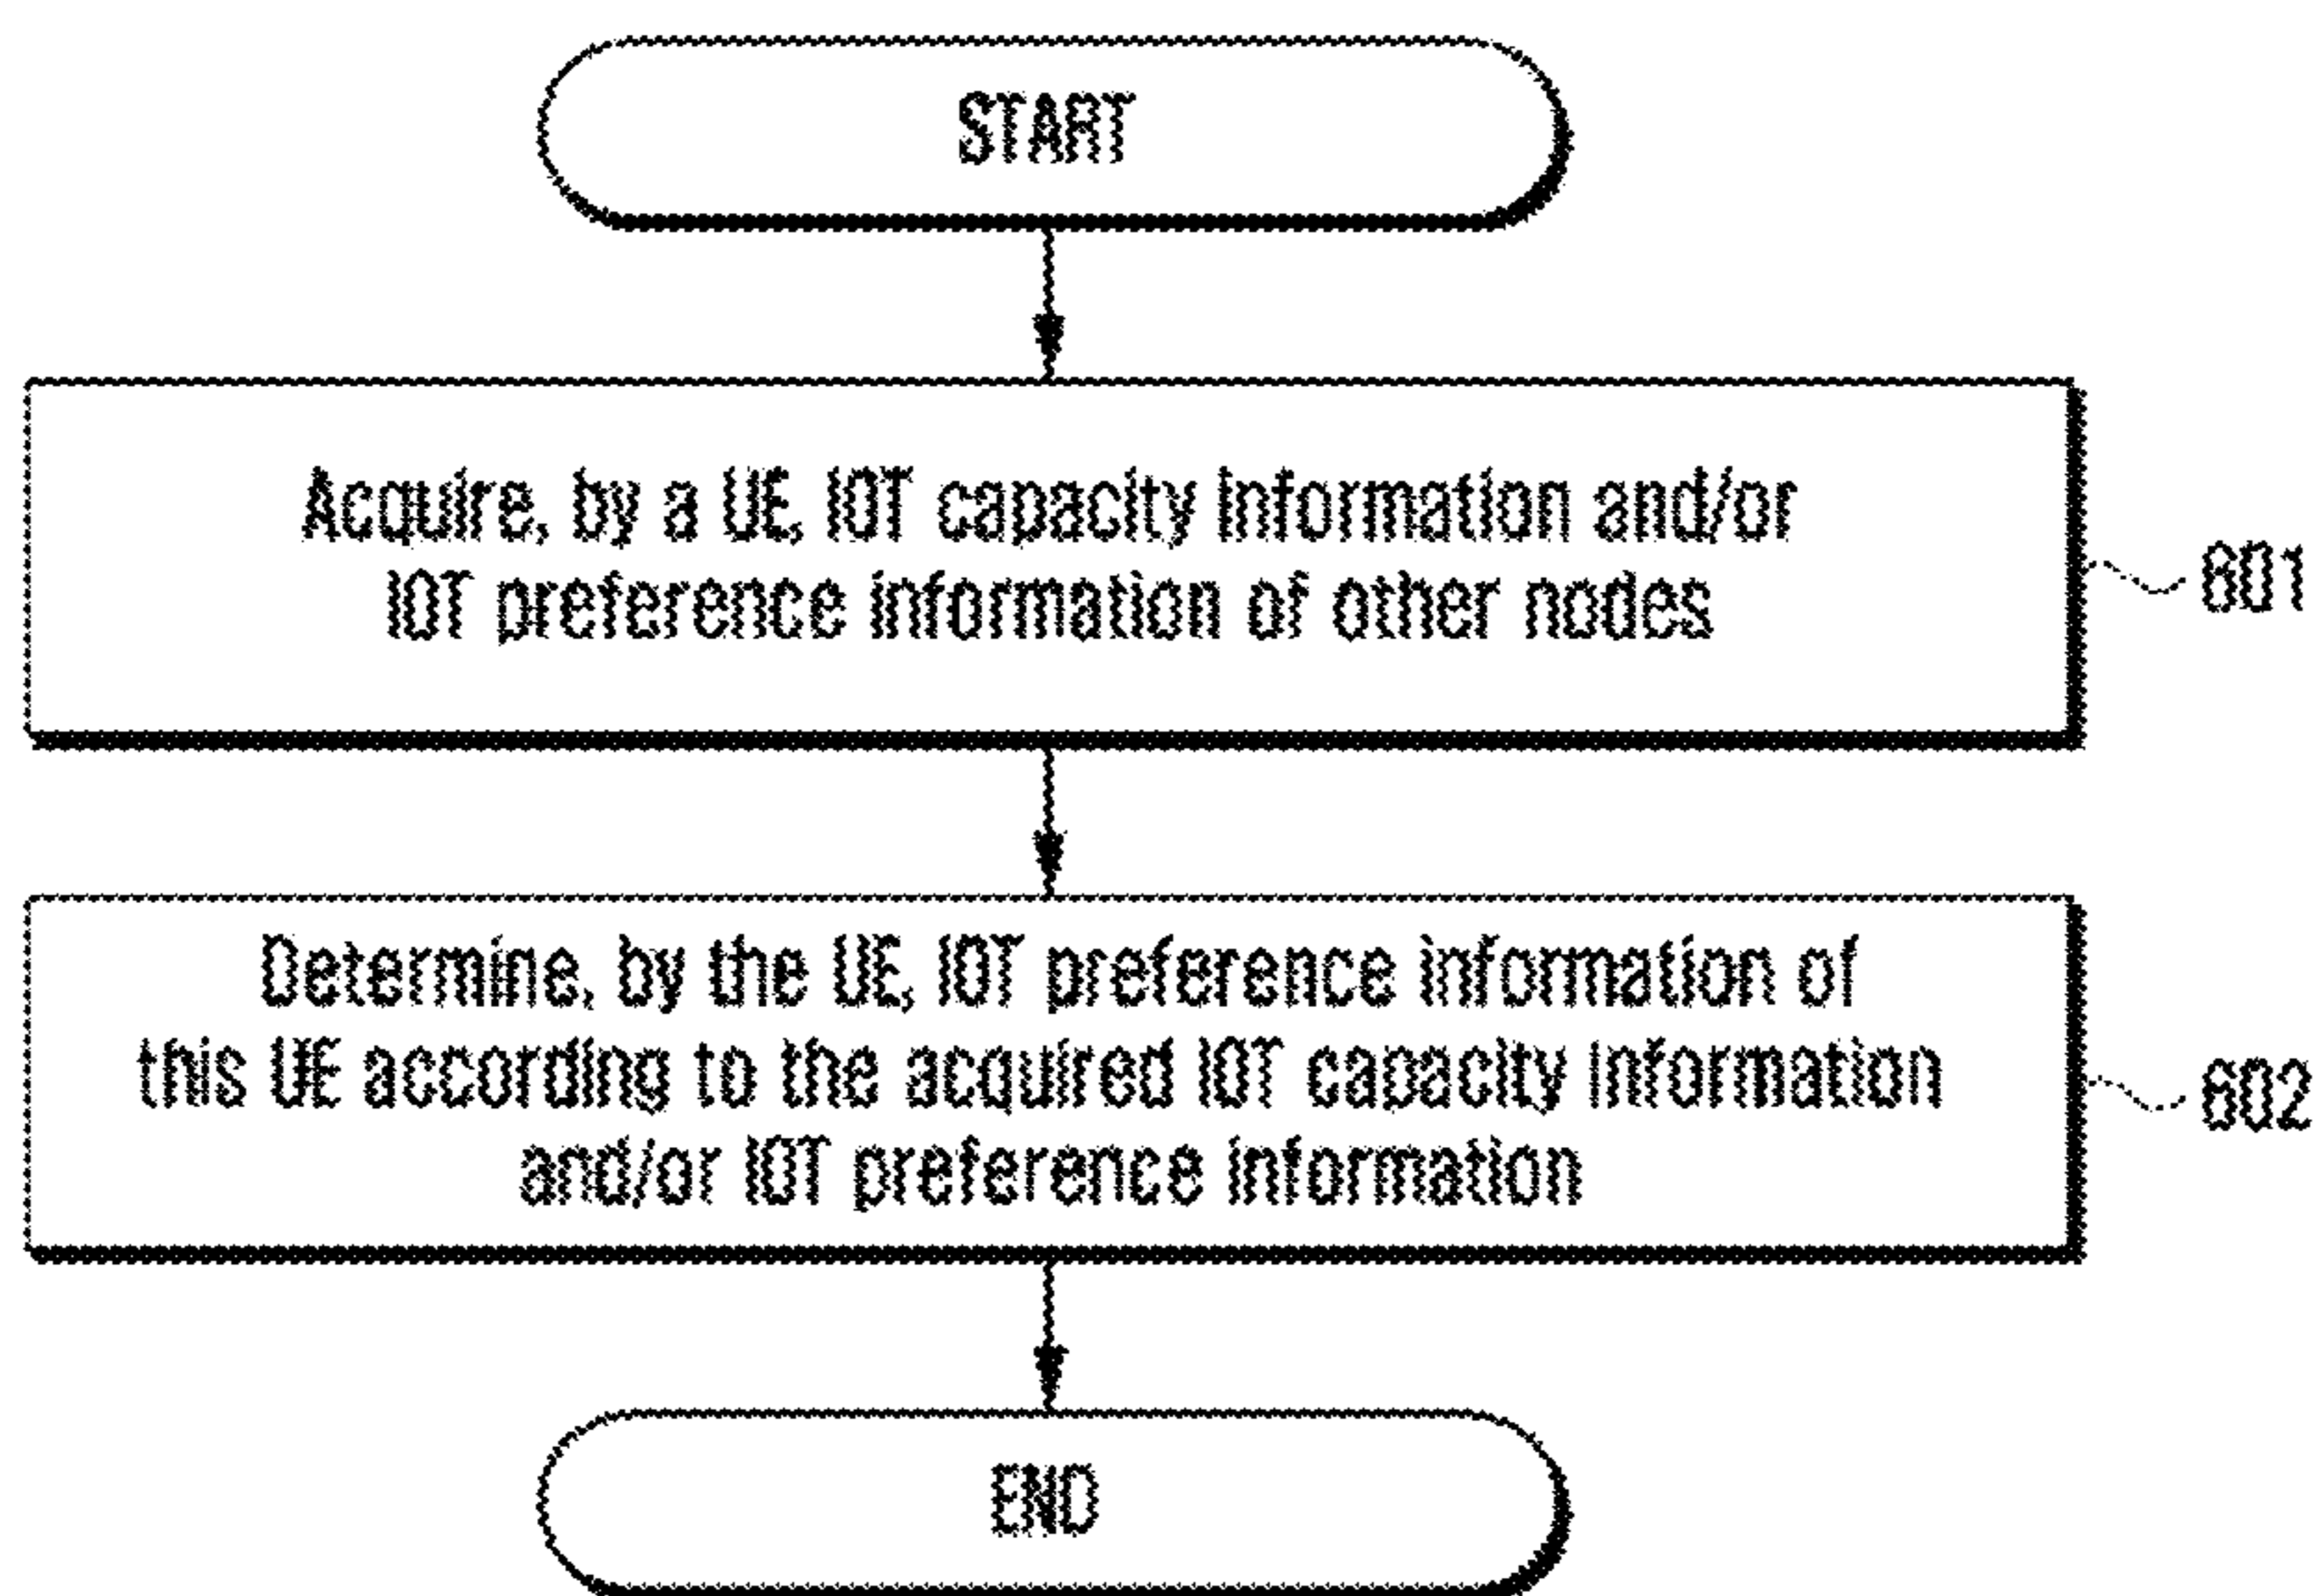 START
Acquire, by a UE, IOT capacity information and/or
IOT preference information of other nodes
601
Determine, by the UE, IOT preference information of
this UE according to the acquired IOT capacity information
and/or IOT preference information
602
END